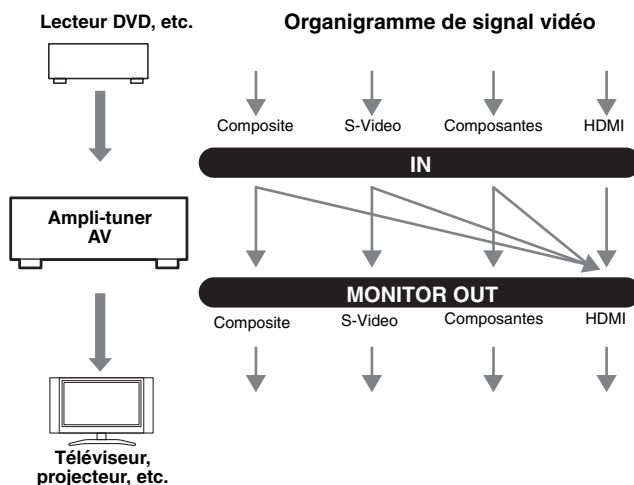 Lecteur DVD, etc.
Organigramme de signal vidéo
Composite S-Video Composantes HDMI
IN
Ampli-tuner
AV
MONITOR OUT
Composite S-Video Composantes HDMI
Téléviseur,
projecteur, etc.